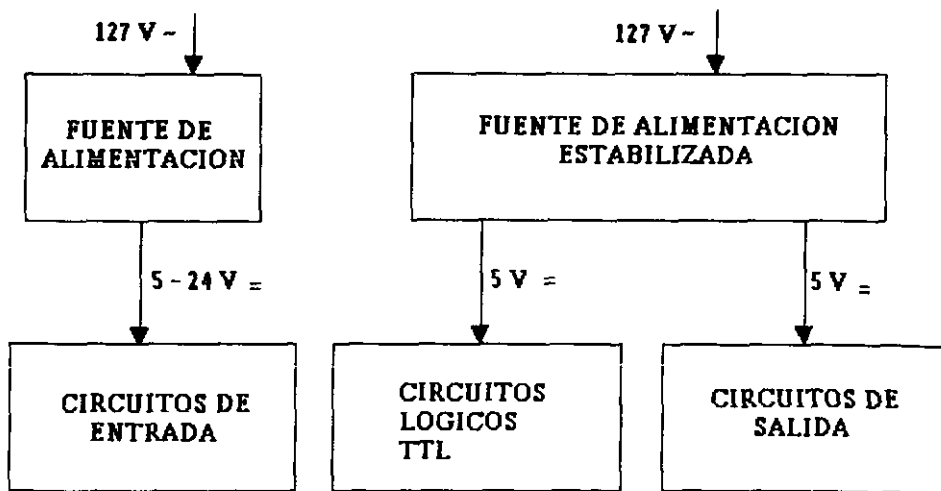 127 V ~
127 V ~
FUENTE DE
ALIMENTACION
FUENTE DE ALIMENTACION
ESTABILIZADA
5 - 24 V =
5 V =
5 V =
CIRCUITOS DE
ENTRADA
CIRCUITOS
LOGICOS
TTL
CIRCUITOS DE
SALIDA